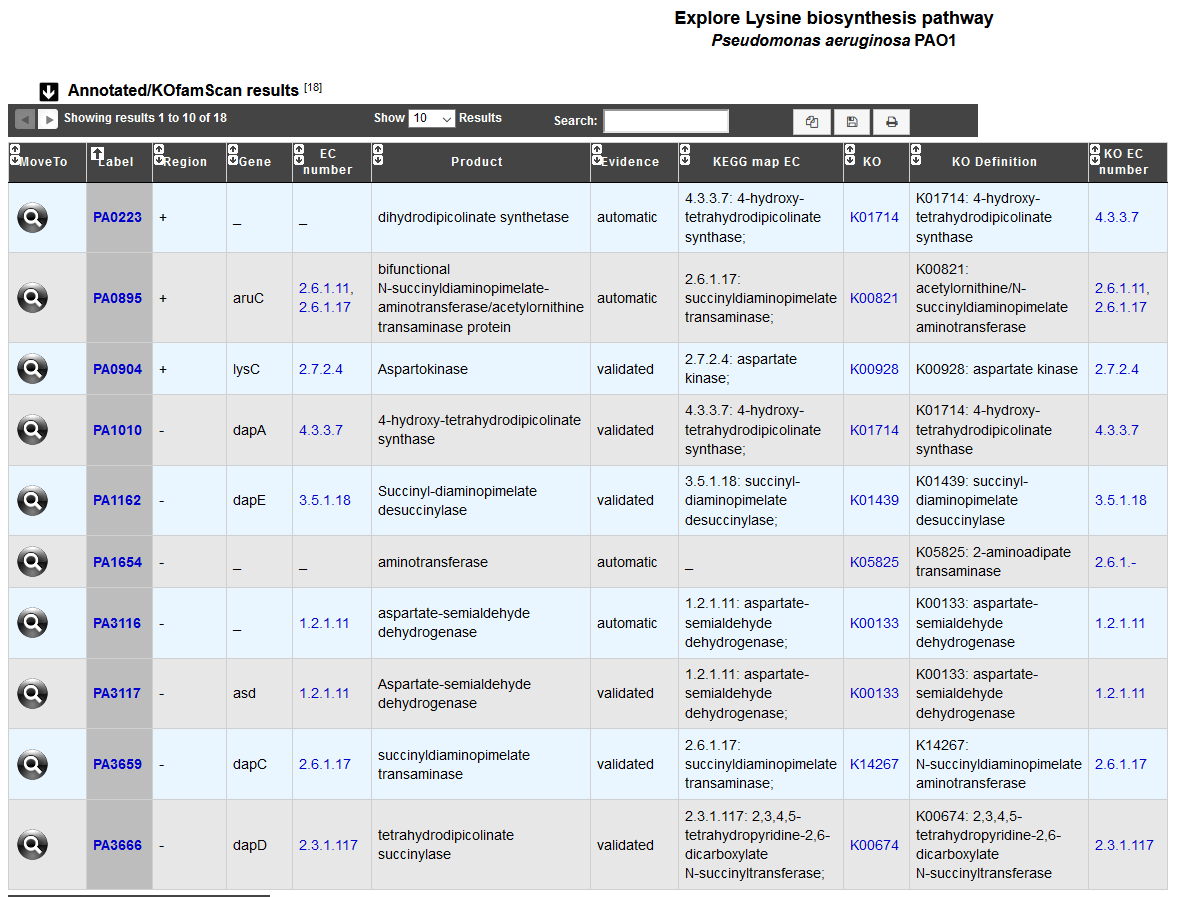 Explore Lysine biosynthesis pathway
Pseudomonas aeruginosa PAO1
Annotated/KOfamScan results [18]
Showing results 1 to 10 of 18
Show 10 Results
Search:
MoveTo Label Region Gene EC number Product Evidence KEGG map EC KO KO Definition KO EC number
PA0223 + _ _ dihydrodipicolinate synthetase automatic 4.3.3.7: 4-hydroxy-tetrahydrodipicolinate synthase; K01714 K01714: 4-hydroxy-tetrahydrodipicolinate synthase 4.3.3.7
PA0895 + aruC 2.6.1.11, 2.6.1.17 bifunctional N-succinyldiaminopimelate-aminotransferase/acetylornithine transaminase protein automatic 2.6.1.17: succinyldiaminopimelate transaminase; K00821 K00821: acetylornithine/N-succinyldiaminopimelate aminotransferase 2.6.1.11, 2.6.1.17
PA0904 + lysC 2.7.2.4 Aspartokinase validated 2.7.2.4: aspartate kinase; K00928 K00928: aspartate kinase 2.7.2.4
PA1010 - dapA 4.3.3.7 4-hydroxy-tetrahydrodipicolinate synthase validated 4.3.3.7: 4-hydroxy-tetrahydrodipicolinate synthase; K01714 K01714: 4-hydroxy-tetrahydrodipicolinate synthase 4.3.3.7
PA1162 - dapE 3.5.1.18 Succinyl-diaminopimelate desuccinylase validated 3.5.1.18: succinyl-diaminopimelate desuccinylase; K01439 K01439: succinyl-diaminopimelate desuccinylase 3.5.1.18
PA1654 - _ _ aminotransferase automatic _ K05825 K05825: 2-aminoadipate transaminase 2.6.1.-
PA3116 - _ 1.2.1.11 aspartate-semialdehyde dehydrogenase automatic 1.2.1.11: aspartate-semialdehyde dehydrogenase; K00133 K00133: aspartate-semialdehyde dehydrogenase 1.2.1.11
PA3117 - asd 1.2.1.11 Aspartate-semialdehyde dehydrogenase validated 1.2.1.11: aspartate-semialdehyde dehydrogenase; K00133 K00133: aspartate-semialdehyde dehydrogenase 1.2.1.11
PA3659 - dapC 2.6.1.17 succinyldiaminopimelate transaminase validated 2.6.1.17: succinyldiaminopimelate transaminase; K14267 K14267: N-succinyldiaminopimelate aminotransferase 2.6.1.17
PA3666 - dapD 2.3.1.117 tetrahydrodipicolinate succinylase validated 2.3.1.117: 2,3,4,5-tetrahydropyridine-2,6-dicarboxylate N-succinyltransferase; K00674 K00674: 2,3,4,5-tetrahydropyridine-2,6-dicarboxylate N-succinyltransferase 2.3.1.117